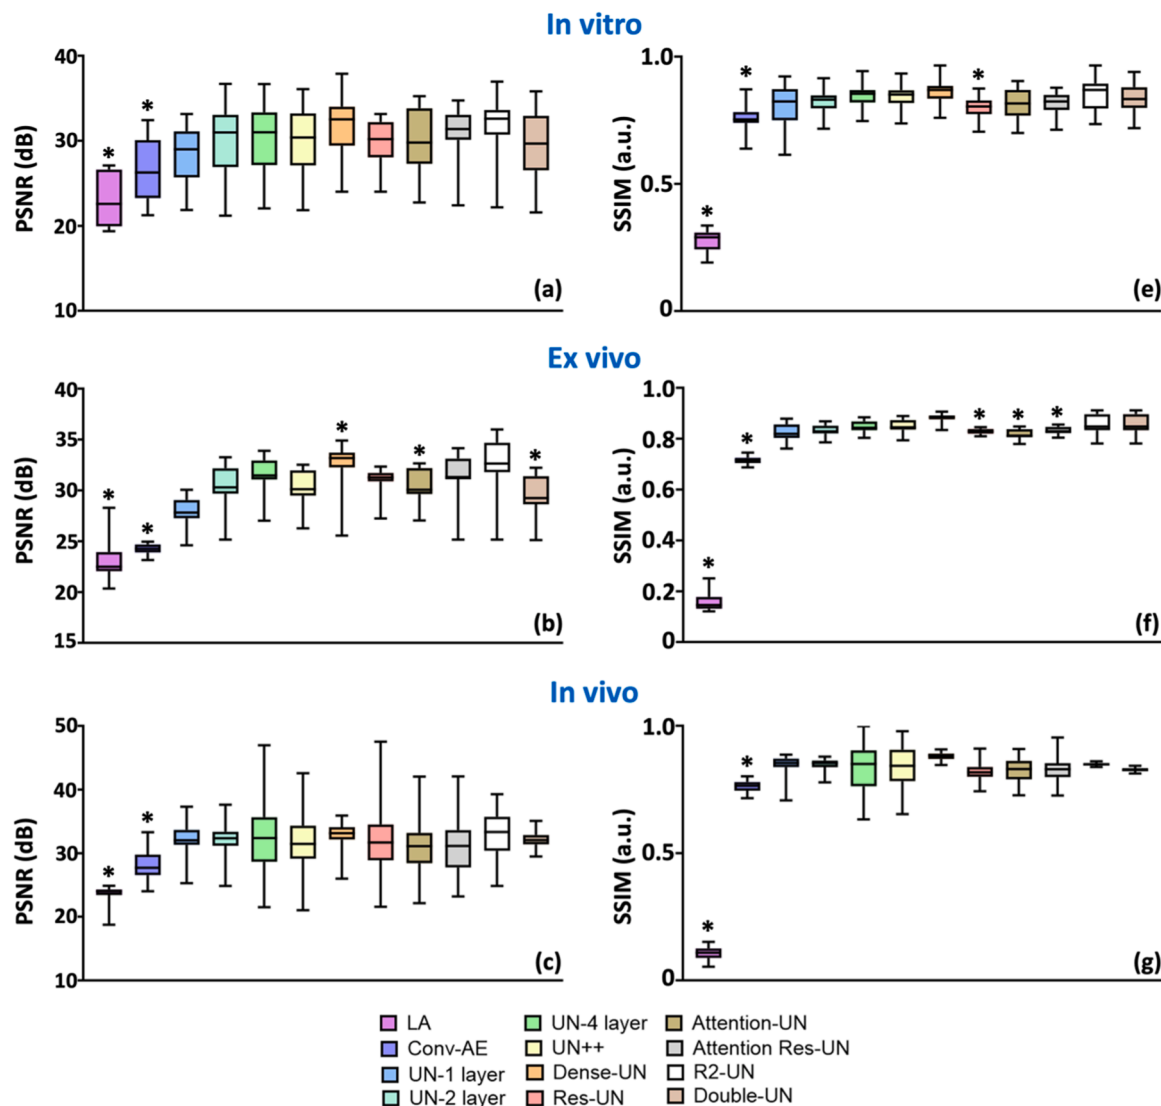 In vitro
PSNR (dB)
40
30
20
10
* *
(a)
SSIM (a.u.)
1.0
0.5
0
* * *
(e)
Ex vivo
PSNR (dB)
40
35
30
25
20
15
* * * * *
(b)
SSIM (a.u.)
1.0
0.8
0.6
0.4
0.2
0
* * * * *
(f)
In vivo
PSNR (dB)
50
40
30
20
10
* *
(c)
SSIM (a.u.)
1.0
0.5
0
* *
(g)
LA
Conv-AE
UN-1 layer
UN-2 layer
UN-4 layer
UN++
Dense-UN
Res-UN
Attention-UN
Attention Res-UN
R2-UN
Double-UN